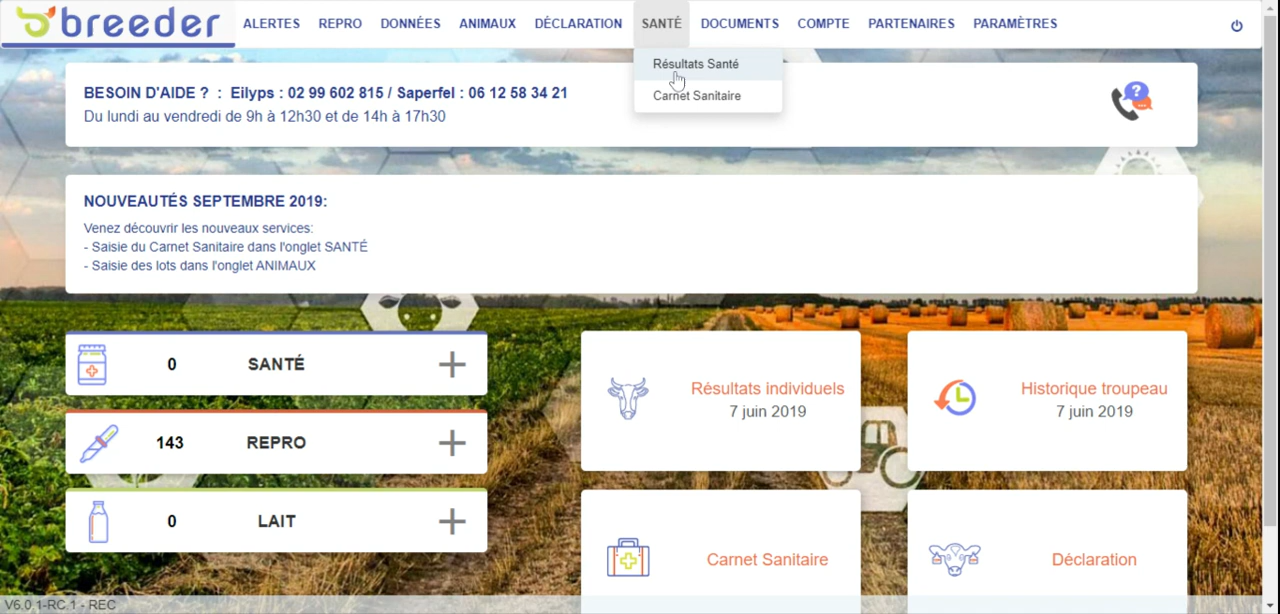 breeder
ALERTES REPRO DONNÉES ANIMAUX DÉCLARATION SANTÉ DOCUMENTS COMPTE PARTENAIRES PARAMÈTRES
Résultats Santé
Carnet Sanitaire
BESOIN D'AIDE ? : Eilyps : 02 99 602 815 / Saperfel : 06 12 58 34 21
Du lundi au vendredi de 9h à 12h30 et de 14h à 17h30
NOUVEAUTÉS SEPTEMBRE 2019:
Venez découvrir les nouveaux services:
- Saisie du Carnet Sanitaire dans l'onglet SANTÉ
- Saisie des lots dans l'onglet ANIMAUX
0 SANTÉ
143 REPRO
0 LAIT
Résultats individuels
7 juin 2019
Historique troupeau
7 juin 2019
Carnet Sanitaire
Déclaration
V6.0.1-RC.1 - REC